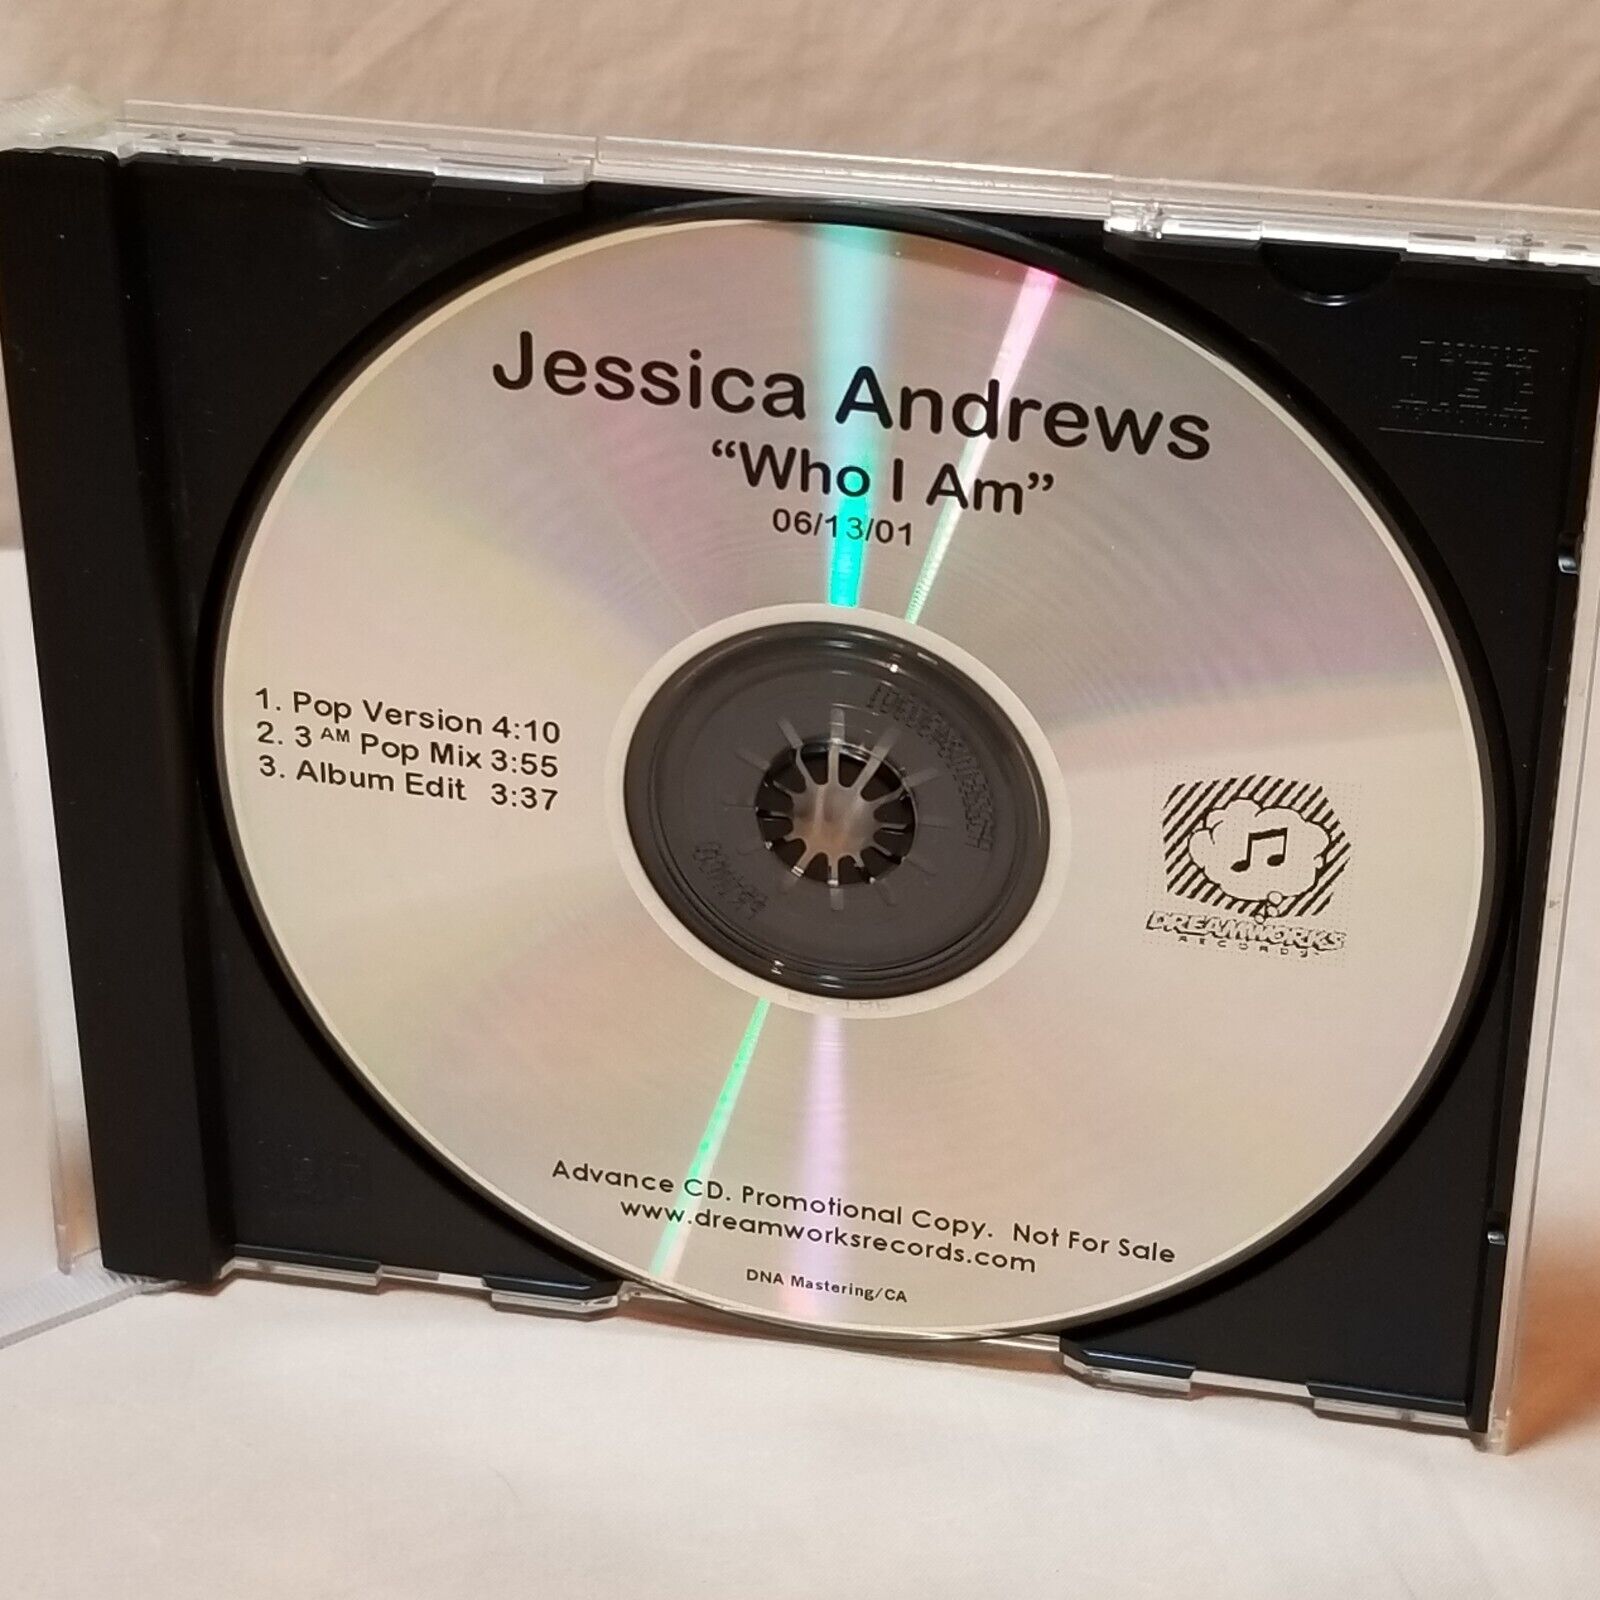 Jessica Andrews
“Who I Am”
06/13/01
1. Pop Version 4:10
2. 3 AM Pop Mix 3:55
3. Album Edit 3:37
DREAMWORKS
RECORDS
Advance CD. Promotional Copy. Not For Sale
www.dreamworksrecords.com
DNA Mastering/CA